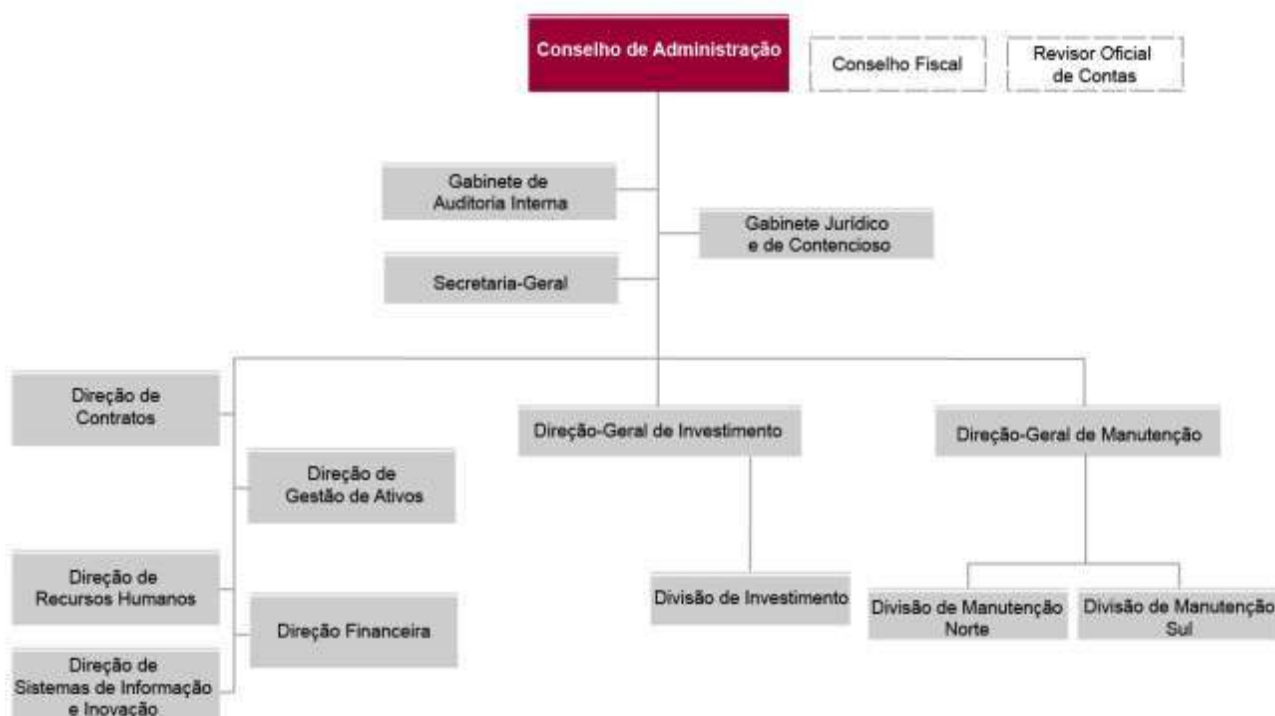 Conselho de Administração
Conselho Fiscal
Revisor Oficial
de Contas
Gabinete de
Auditoria Interna
Gabinete Jurídico
e de Contencioso
Secretaria-Geral
Direção de
Contratos
Direção-Geral de Investimento
Direção-Geral de Manutenção
Direção de
Gestão de Ativos
Direção de
Recursos Humanos
Divisão de Investimento
Divisão de Manutenção
Norte
Divisão de Manutenção
Sul
Direção Financeira
Direção de
Sistemas de Informação
e Inovação